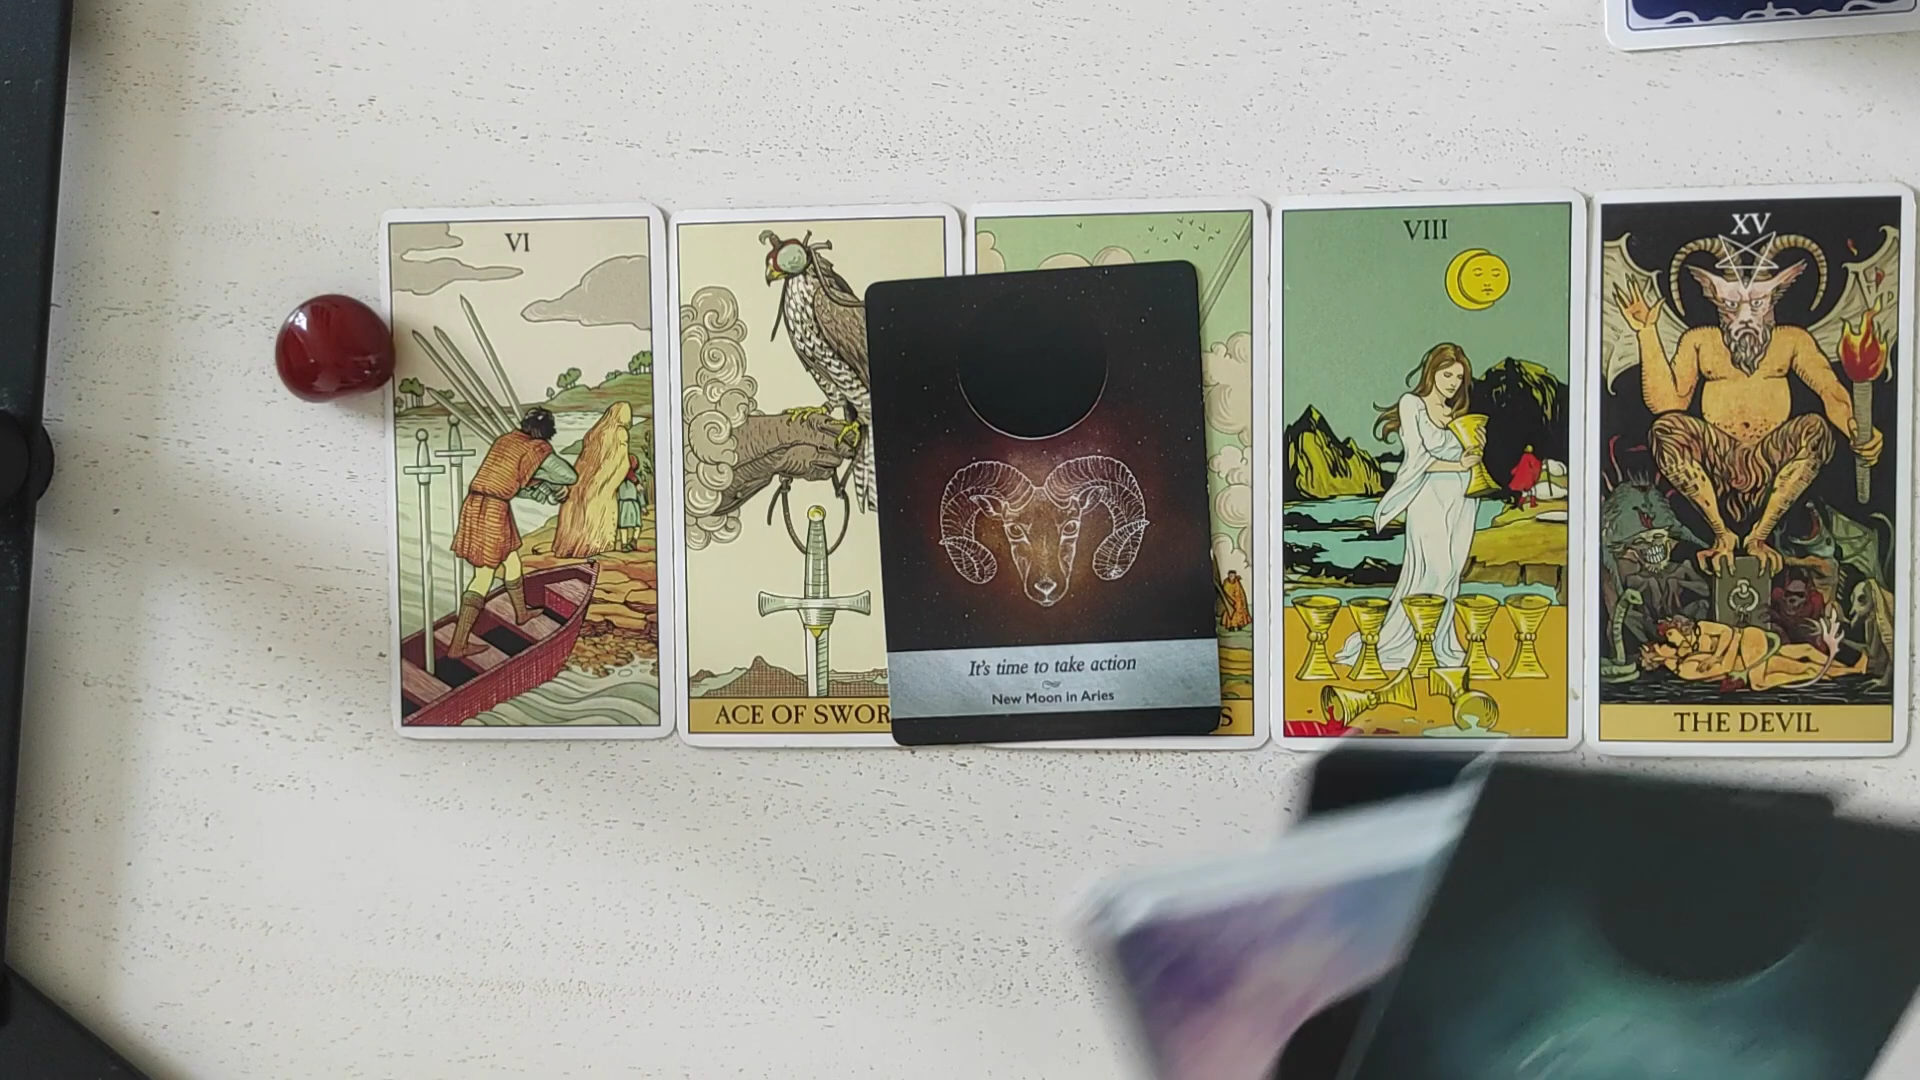 VI
ACE OF SWOR
S
VIII
XV
THE DEVIL
It's time to take action
New Moon in Aries